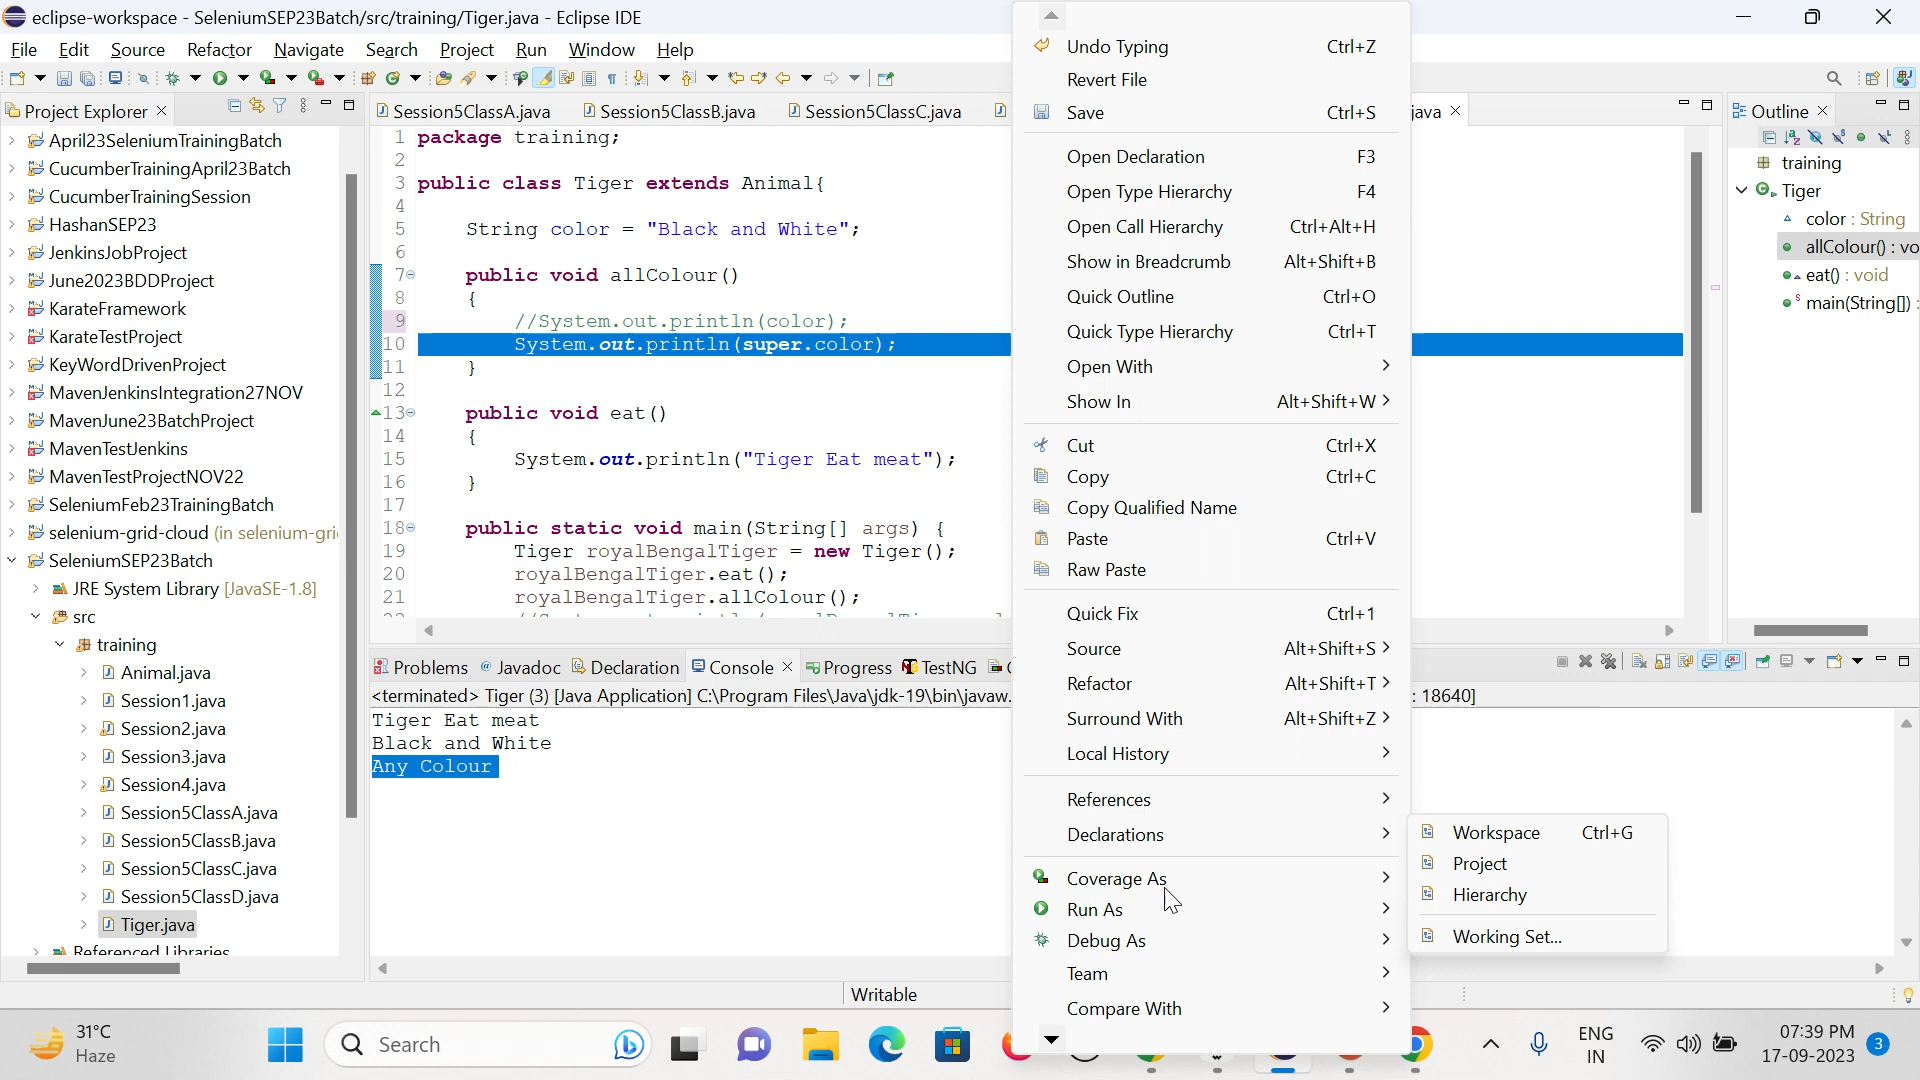 eclipse-workspace - SeleniumSEP23Batch/src/training/Tiger.java - Eclipse IDE
File Edit Source Refactor Navigate Search Project Run Window Help
Project Explorer
April23SeleniumTrainingBatch
CucumberTrainingApril23Batch
CucumberTrainingSession
HashanSEP23
JenkinsJobProject
June2023BDDProject
KarateFramework
KarateTestProject
KeyWordDrivenProject
MavenJenkinsIntegration27NOV
MavenJune23BatchProject
MavenTestJenkins
MavenTestProjectNOV22
SeleniumFeb23TrainingBatch
selenium-grid-cloud (in selenium-gri
SeleniumSEP23Batch
JRE System Library [JavaSE-1.8]
src
training
Animal.java
Session1.java
Session2.java
Session3.java
Session4.java
Session5ClassA.java
Session5ClassB.java
Session5ClassC.java
Session5ClassD.java
Tiger.java
Referenced Libraries
Session5ClassA.java Session5ClassB.java Session5ClassC.java java
1 package training;
2
3 public class Tiger extends Animal{
4
5 String color = "Black and White";
6
7 public void allColour()
8 {
9 //System.out.println(color);
10 System.out.println(super.color);
11 }
12
13 public void eat()
14 {
15 System.out.println("Tiger Eat meat");
16 }
17
18 public static void main(String[] args) {
19 Tiger royalBengalTiger = new Tiger();
20 royalBengalTiger.eat();
21 royalBengalTiger.allColour();
Problems Javadoc Declaration Console Progress TestNG
<terminated> Tiger (3) [Java Application] C:\Program Files\Java\jdk-19\bin\javaw. : 18640]
Tiger Eat meat
Black and White
Any Colour
Undo Typing Ctrl+Z
Revert File
Save Ctrl+S
Open Declaration F3
Open Type Hierarchy F4
Open Call Hierarchy Ctrl+Alt+H
Show in Breadcrumb Alt+Shift+B
Quick Outline Ctrl+O
Quick Type Hierarchy Ctrl+T
Open With
Show In Alt+Shift+W
Cut Ctrl+X
Copy Ctrl+C
Copy Qualified Name
Paste Ctrl+V
Raw Paste
Quick Fix Ctrl+1
Source Alt+Shift+S
Refactor Alt+Shift+T
Surround With Alt+Shift+Z
Local History
References
Declarations
Coverage As
Run As
Debug As
Team
Compare With
Workspace Ctrl+G
Project
Hierarchy
Working Set...
Outline
training
Tiger
color : String
allColour() : vo
eat() : void
main(String[]) :
Writable
31°C
Haze
Search
ENG
IN
07:39 PM
17-09-2023
3